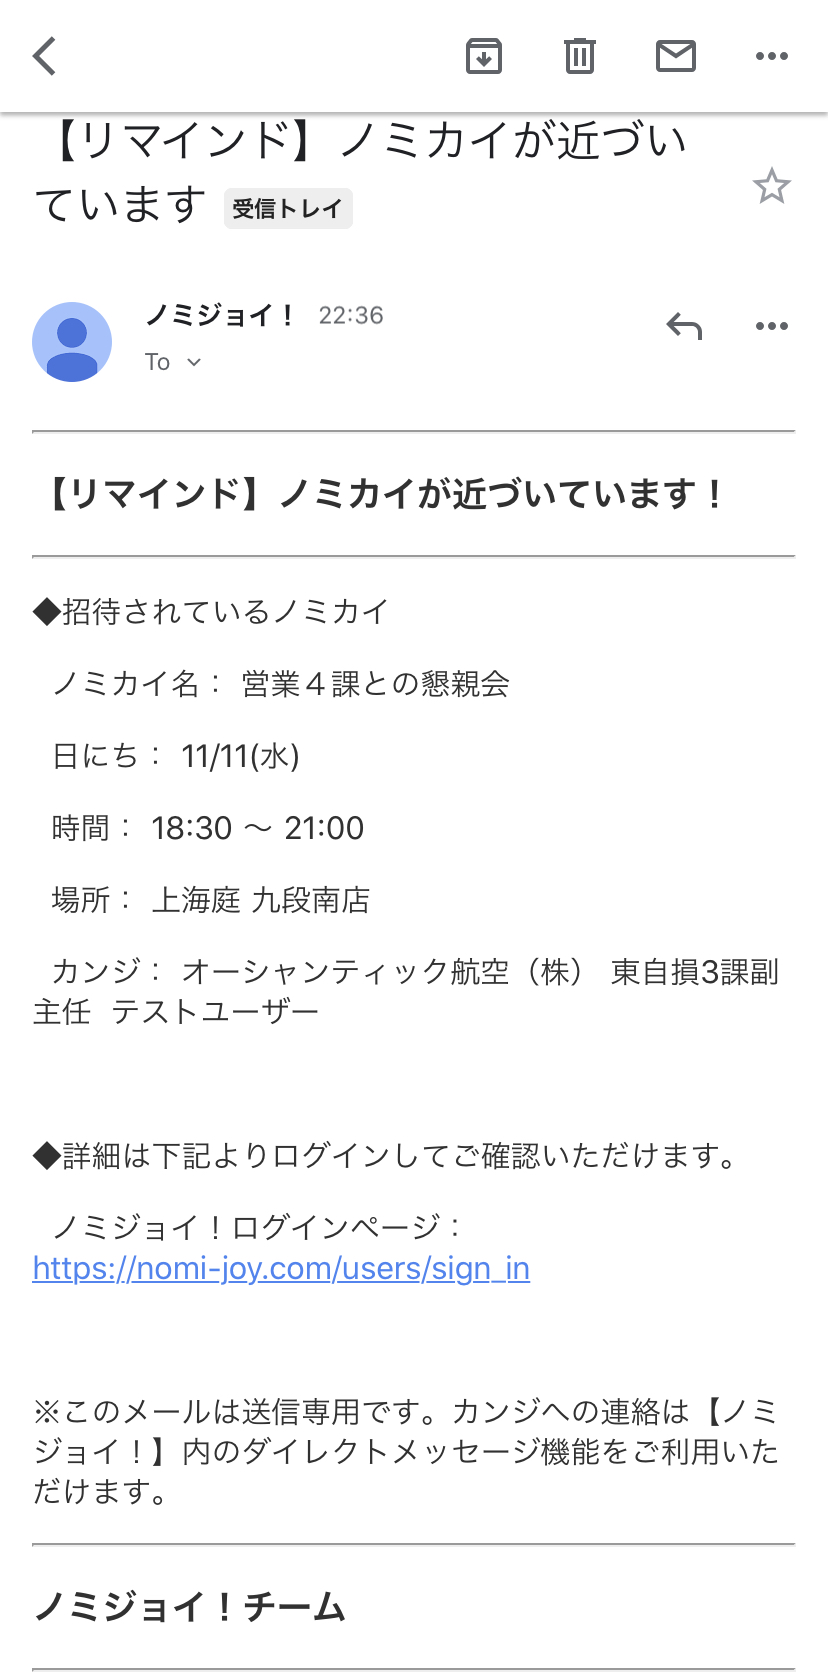 【リマインド】ノミカイが近づい
ています 受信トレイ
ノミジョイ！ 22:36
To
【リマインド】ノミカイが近づいています！
◆招待されているノミカイ
ノミカイ名： 営業４課との懇親会
日にち： 11/11(水)
時間： 18:30 〜 21:00
場所： 上海庭 九段南店
カンジ： オーシャンティック航空（株） 東自損3課副
主任 テストユーザー
◆詳細は下記よりログインしてご確認いただけます。
ノミジョイ！ログインページ：
https://nomi-joy.com/users/sign_in
※このメールは送信専用です。カンジへの連絡は【ノミ
ジョイ！】内のダイレクトメッセージ機能をご利用いた
だけます。
ノミジョイ！チーム